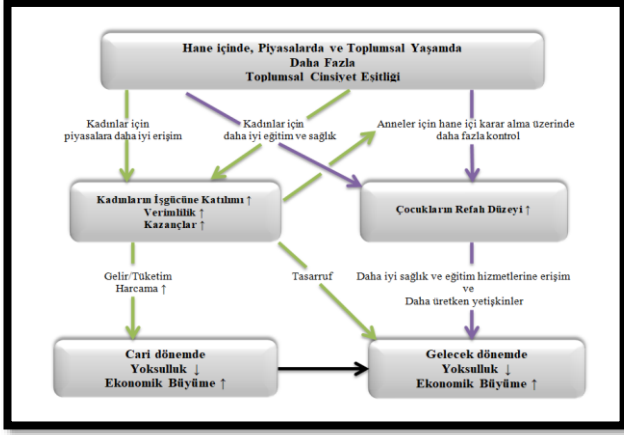 Hane içinde, Piyasalarda ve Toplumsal Yaşamda
Daha Fazla
Toplumsal Cinsiyet Eşitliği
Kadınlar için
piyasalara daha iyi erişim
Kadınlar için
daha iyi eğitim ve sağlık
Anneler için hane içi karar alma üzerinde
daha fazla kontrol
Kadınların İşgücüne Katılımı ↑
Verimlilik ↑
Kazançlar ↑
Çocukların Refah Düzeyi ↑
Gelir/Tüketim
Harcama ↑
Tasarruf
Daha iyi sağlık ve eğitim hizmetlerine erişim
ve
Daha üretken yetişkinler
Cari dönemde
Yoksulluk ↓
Ekonomik Büyüme ↑
Gelecek dönemde
Yoksulluk ↓
Ekonomik Büyüme ↑